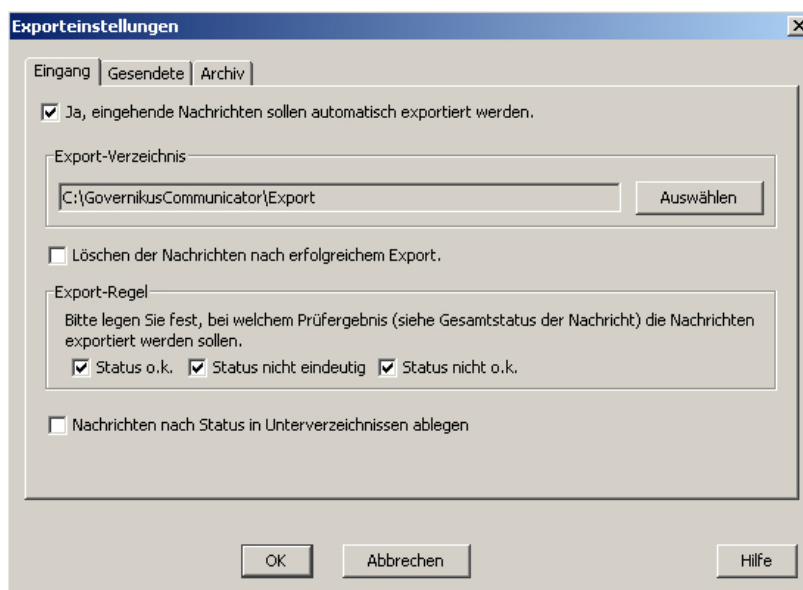 Exporteinstellungen
Eingang Gesendete Archiv
Ja, eingehende Nachrichten sollen automatisch exportiert werden.
Export-Verzeichnis
C:\GovernikusCommunicator\Export Auswählen
Löschen der Nachrichten nach erfolgreichem Export.
Export-Regel
Bitte legen Sie fest, bei welchem Prüfergebnis (siehe Gesamtstatus der Nachricht) die Nachrichten
exportiert werden sollen.
Status o.k. Status nicht eindeutig Status nicht o.k.
Nachrichten nach Status in Unterverzeichnissen ablegen
OK Abbrechen Hilfe